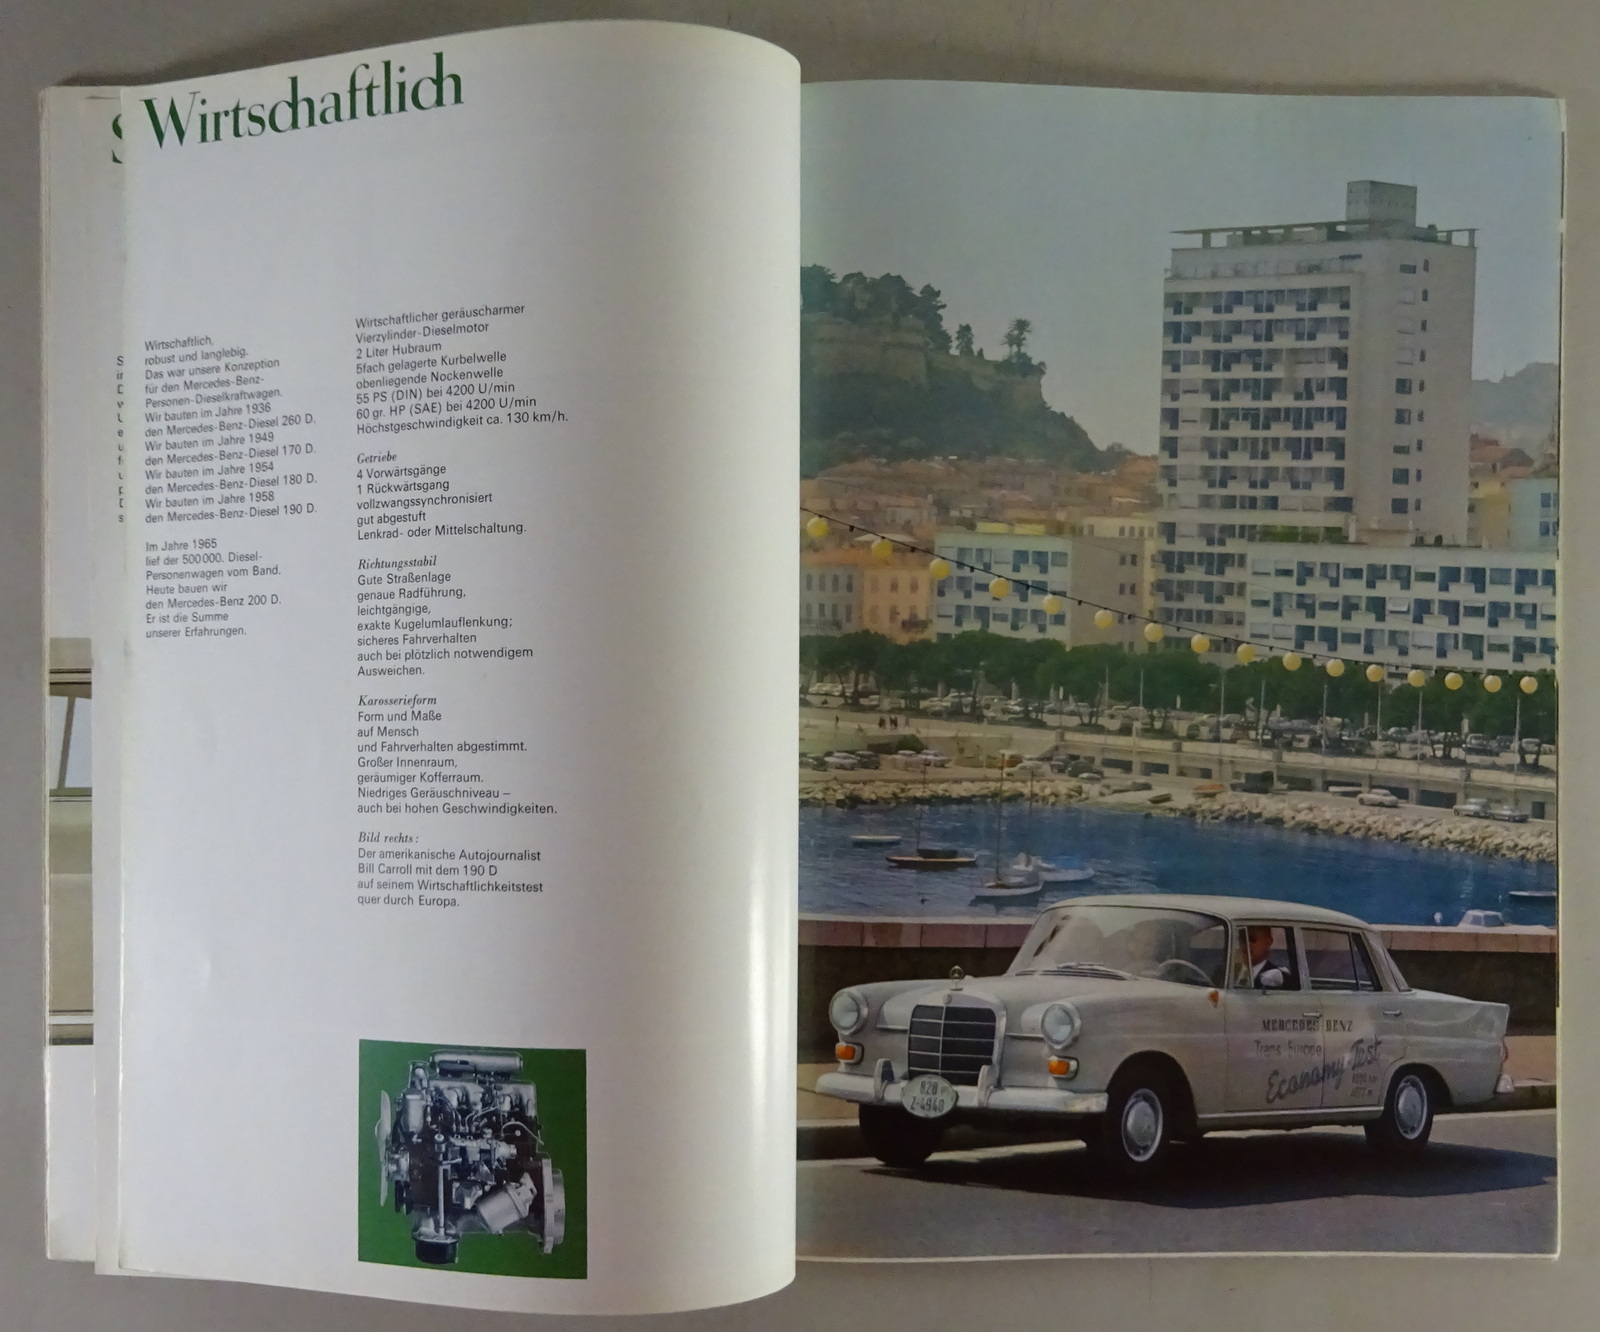 Wirtschaftlich
Wirtschaftlich,
robust und langlebig.
Das war unsere Konzeption
für den Mercedes-Benz-
Personen-Dieselkraftwagen.
Wir bauten im Jahre 1936
den Mercedes-Benz-Diesel 260 D.
Wir bauten im Jahre 1949
den Mercedes-Benz-Diesel 170 D.
Wir bauten im Jahre 1954
den Mercedes-Benz-Diesel 180 D.
Wir bauten im Jahre 1958
den Mercedes-Benz-Diesel 190 D.
Im Jahre 1965
lief der 500000. Diesel-
Personenwagen vom Band.
Heute bauen wir
den Mercedes-Benz 200 D.
Er ist die Summe
unserer Erfahrungen.
Wirtschaftlicher geräuscharmer
Vierzylinder-Dieselmotor
2 Liter Hubraum
5fach gelagerte Kurbelwelle
obenliegende Nockenwelle
55 PS (DIN) bei 4200 U/min
60 gr. HP (SAE) bei 4200 U/min
Höchstgeschwindigkeit ca. 130 km/h.
Getriebe
4 Vorwärtsgänge
1 Rückwärtsgang
vollzwangssynchronisiert
gut abgestuft
Lenkrad- oder Mittelschaltung.
Richtungsstabil
Gute Straßenlage
genaue Radführung,
leichtgängige,
exakte Kugelumlauflenkung;
sicheres Fahrverhalten
auch bei plötzlich notwendigem
Ausweichen.
Karosserieform
Form und Maße
auf Mensch
und Fahrverhalten abgestimmt.
Großer Innenraum,
geräumiger Kofferraum.
Niedriges Geräuschniveau –
auch bei hohen Geschwindigkeiten.
Bild rechts:
Der amerikanische Autojournalist
Bill Carroll mit dem 190 D
auf seinem Wirtschaftlichkeitstest
quer durch Europa.
MERCEDES BENZ
Trans Europe
Economy-Test
828
Z-4948